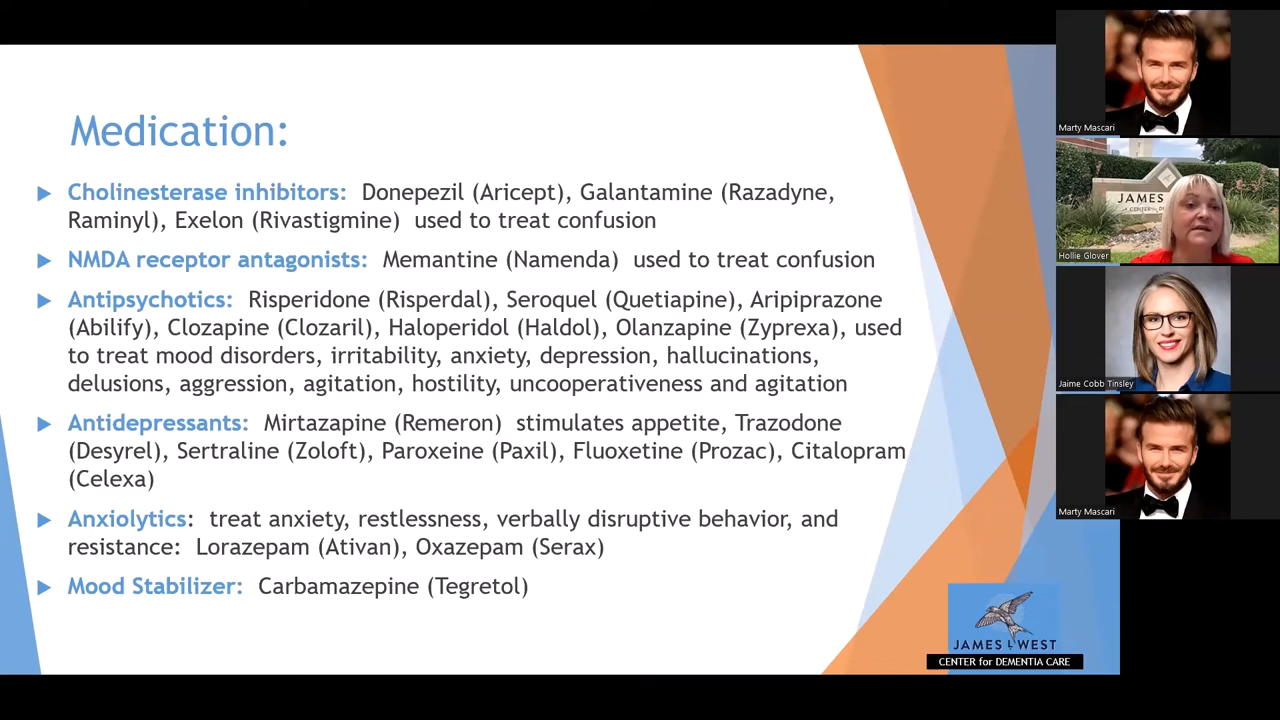 Medication:
Cholinesterase inhibitors: Donepezil (Aricept), Galantamine (Razadyne,
Raminyl), Exelon (Rivastigmine) used to treat confusion
NMDA receptor antagonists: Memantine (Namenda) used to treat confusion
Antipsychotics: Risperidone (Risperdal), Seroquel (Quetiapine), Aripiprazone
(Abilify), Clozapine (Clozaril), Haloperidol (Haldol), Olanzapine (Zyprexa), used
to treat mood disorders, irritability, anxiety, depression, hallucinations,
delusions, aggression, agitation, hostility, uncooperativeness and agitation
Antidepressants: Mirtazapine (Remeron) stimulates appetite, Trazodone
(Desyrel), Sertraline (Zoloft), Paroxeine (Paxil), Fluoxetine (Prozac), Citalopram
(Celexa)
Anxiolytics: treat anxiety, restlessness, verbally disruptive behavior, and
resistance: Lorazepam (Ativan), Oxazepam (Serax)
Mood Stabilizer: Carbamazepine (Tegretol)
JAMES L WEST
CENTER for DEMENTIA CARE
Marty Mascari
JAMES
Hollie Glover
Jaime Cobb Tinsley
Marty Mascari